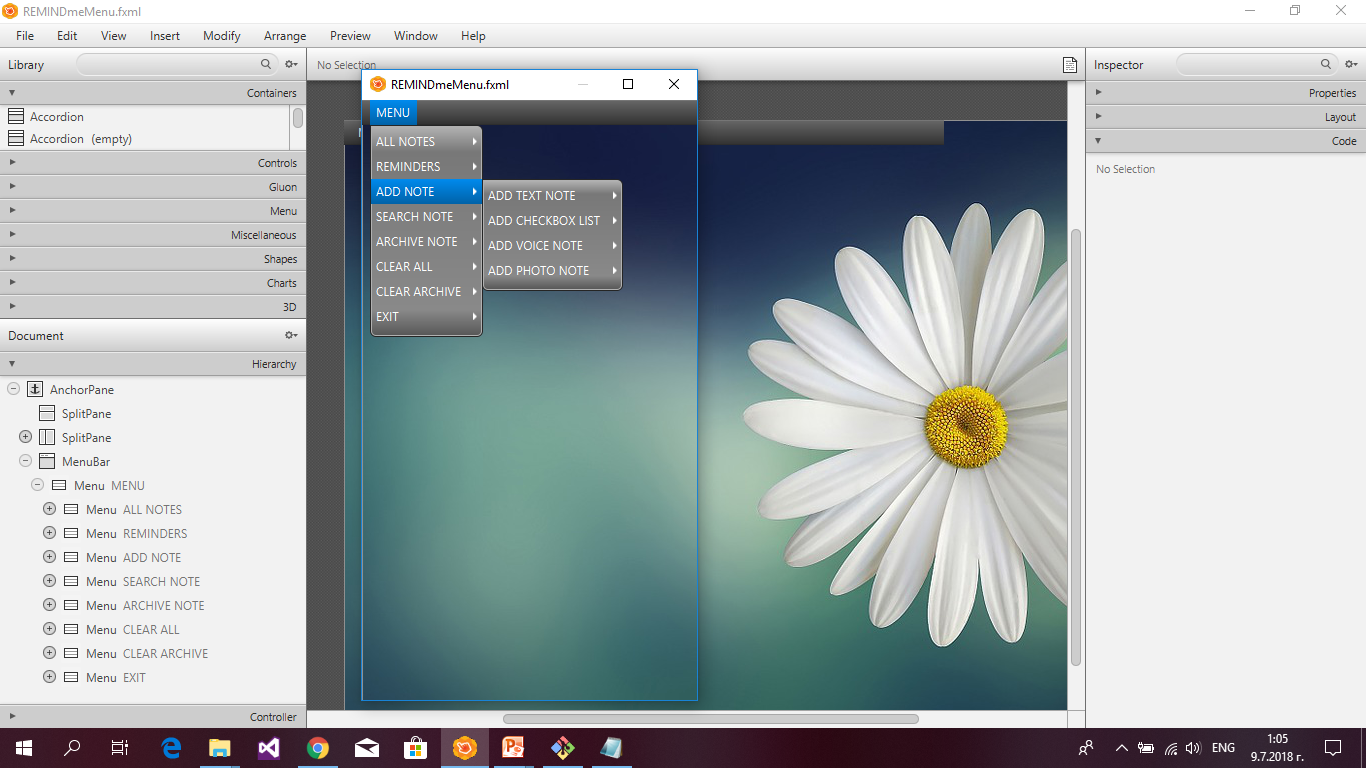 REMINDmeMenu.fxml
File Edit View Insert Modify Arrange Preview Window Help
Library
Containers
Accordion
Accordion (empty)
Controls
Gluon
Menu
Miscellaneous
Shapes
Charts
3D
Document
Hierarchy
AnchorPane
SplitPane
SplitPane
MenuBar
Menu MENU
Menu ALL NOTES
Menu REMINDERS
Menu ADD NOTE
Menu SEARCH NOTE
Menu ARCHIVE NOTE
Menu CLEAR ALL
Menu CLEAR ARCHIVE
Menu EXIT
Controller
No Selection
REMINDmeMenu.fxml
MENU
ALL NOTES
REMINDERS
ADD NOTE
SEARCH NOTE
ARCHIVE NOTE
CLEAR ALL
CLEAR ARCHIVE
EXIT
ADD TEXT NOTE
ADD CHECKBOX LIST
ADD VOICE NOTE
ADD PHOTO NOTE
Inspector
Properties
Layout
Code
No Selection
ENG
1:05
9.7.2018 г.